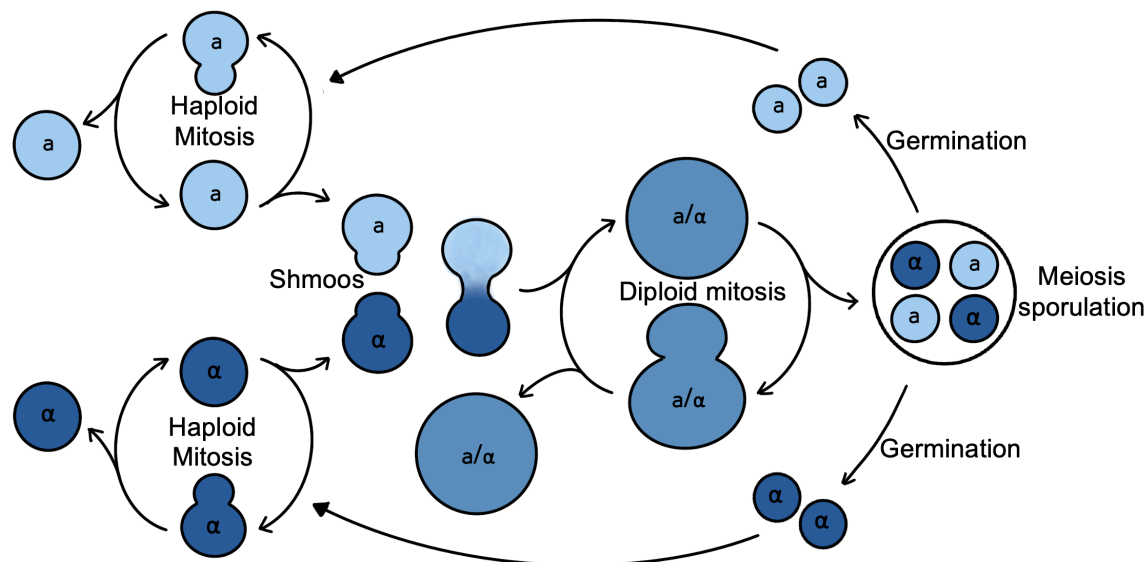 a
Haploid
Mitosis
a
a
a
Shmoos
α
α
α
Haploid
Mitosis
α
a/α
Diploid mitosis
a/α
a/α
a
a
Germination
α
a
a
α
Meiosis
sporulation
Germination
α
α